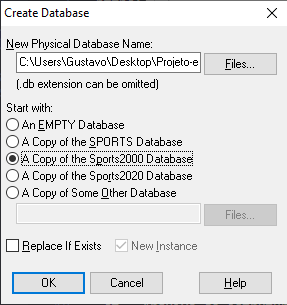 Create Database
New Physical Database Name:
C:\Users\Gustavo\Desktop\Projeto-e Files...
(.db extension can be omitted)
Start with:
An EMPTY Database
A Copy of the SPORTS Database
A Copy of the Sports2000 Database
A Copy of the Sports2020 Database
A Copy of Some Other Database
Files...
Replace If Exists New Instance
OK Cancel Help